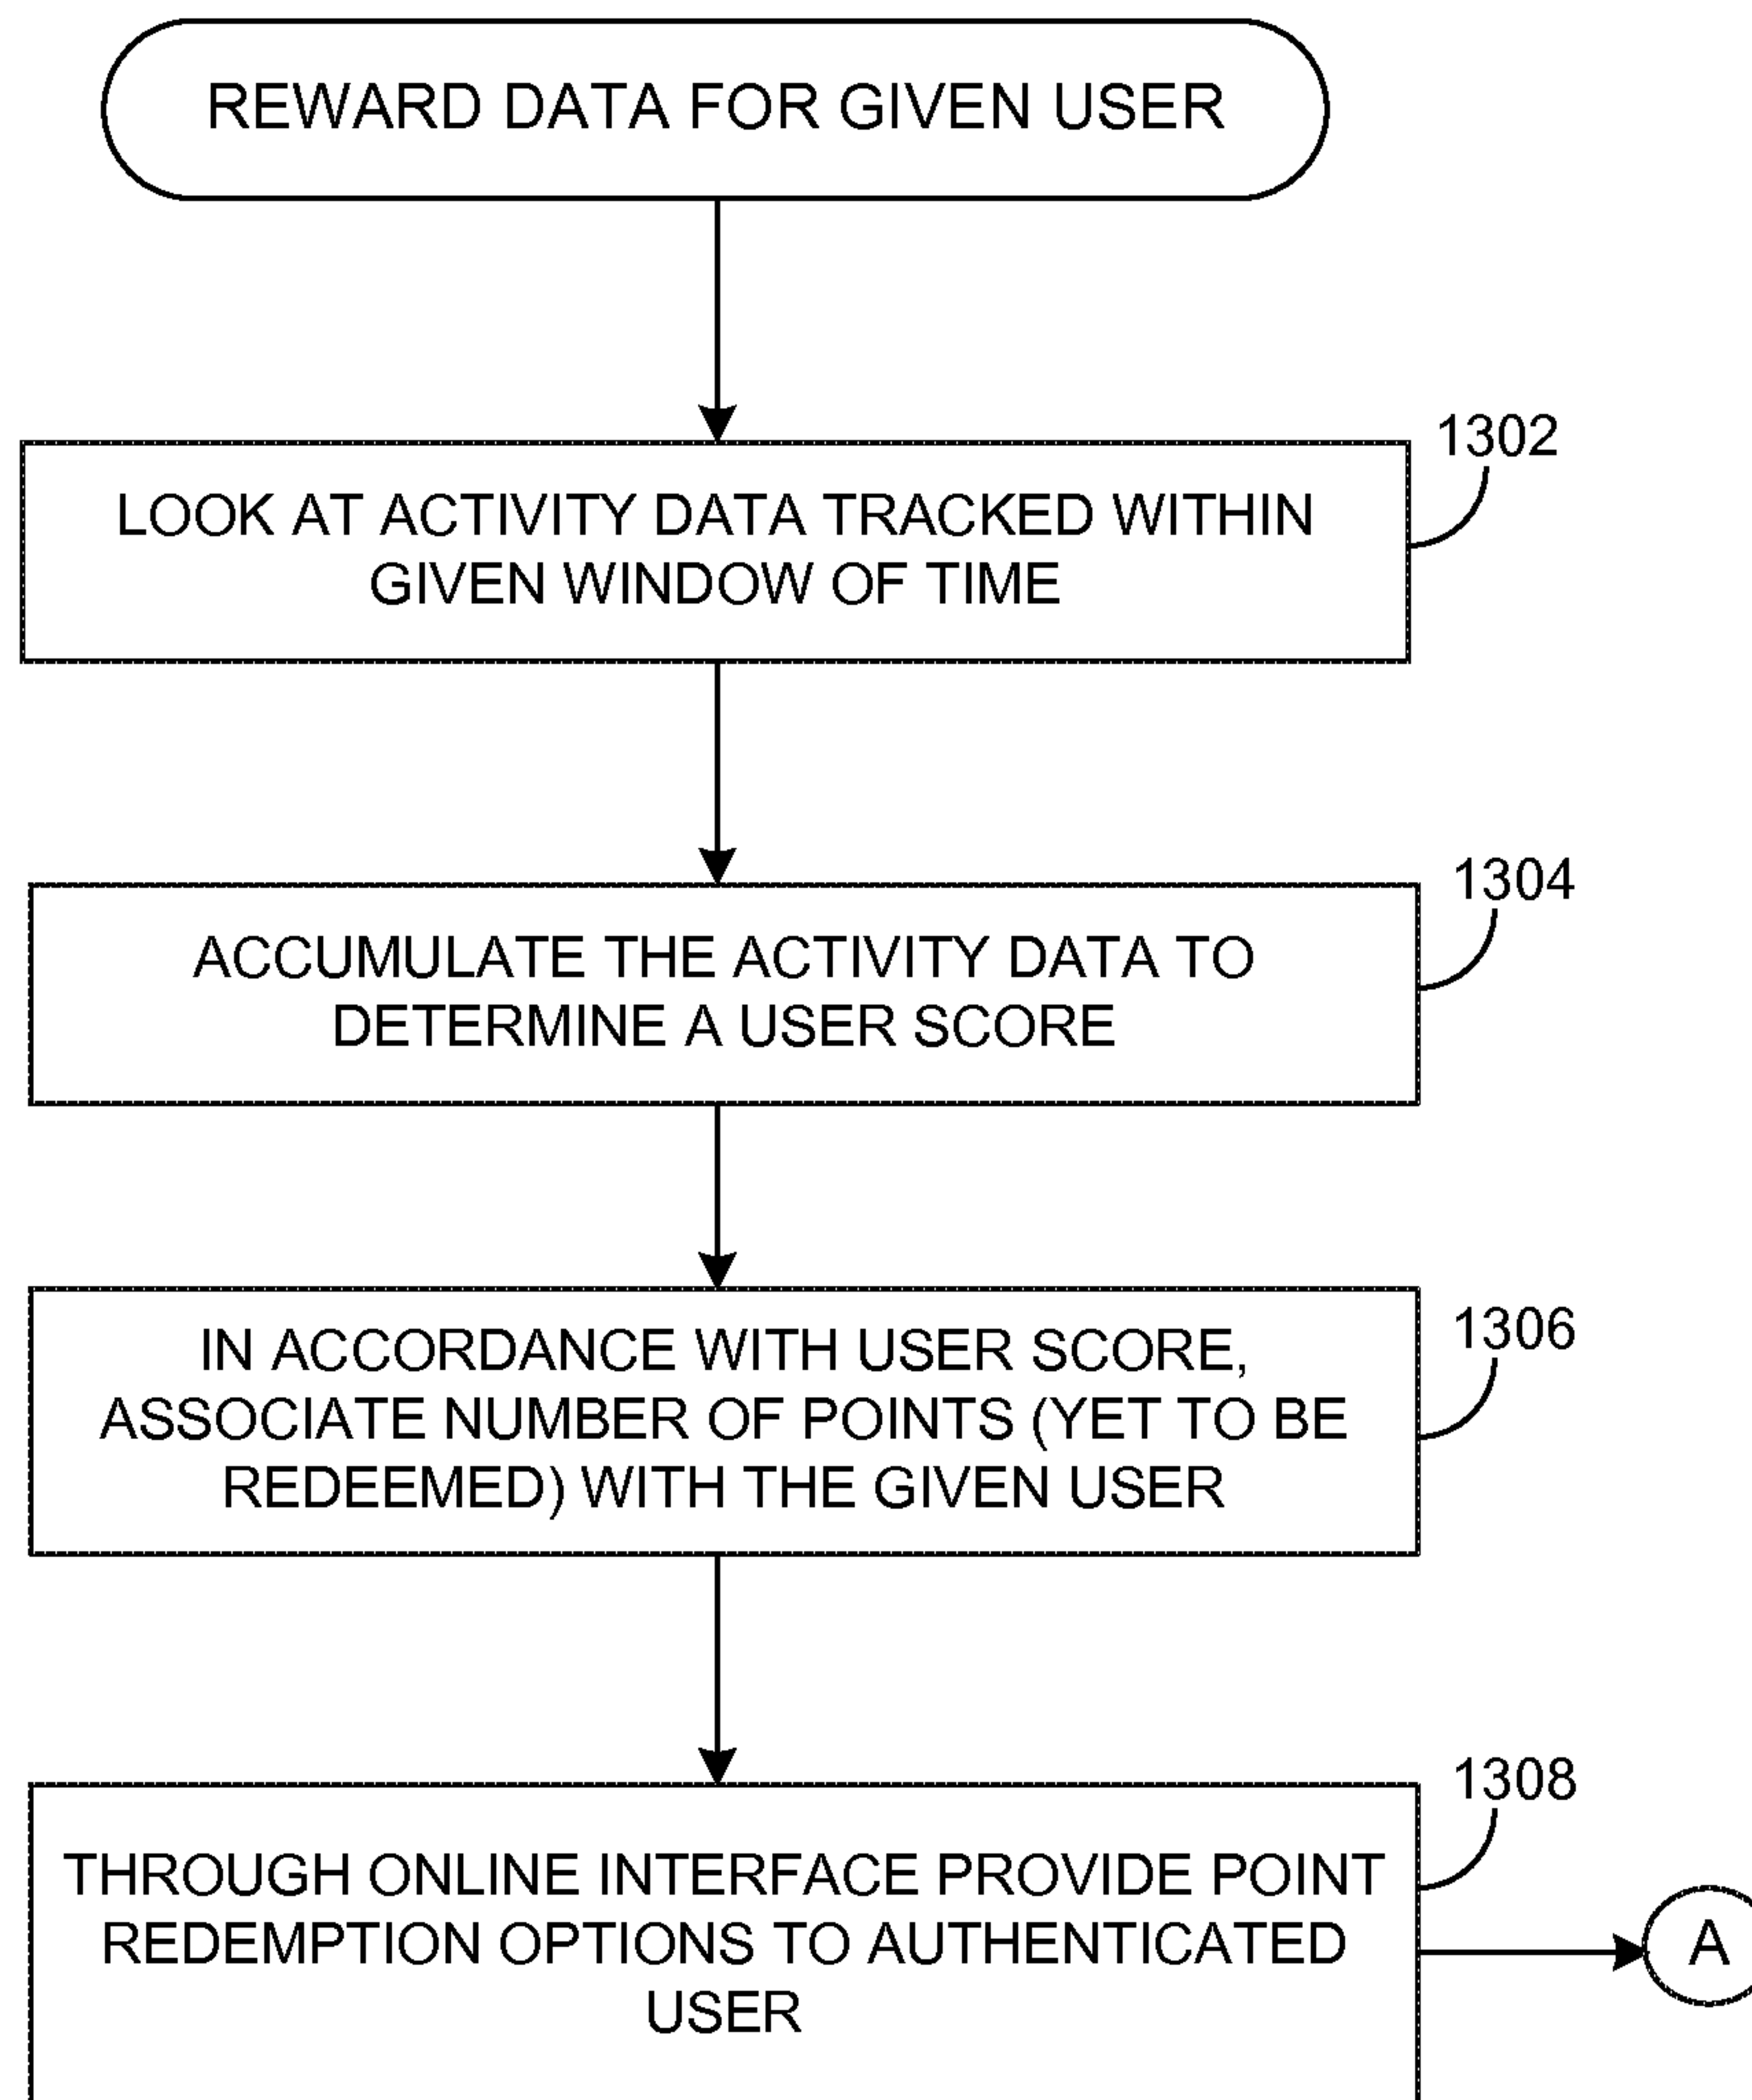 REWARD DATA FOR GIVEN USER
1302
LOOK AT ACTIVITY DATA TRACKED WITHIN
GIVEN WINDOW OF TIME
1304
ACCUMULATE THE ACTIVITY DATA TO
DETERMINE A USER SCORE
1306
IN ACCORDANCE WITH USER SCORE,
ASSOCIATE NUMBER OF POINTS (YET TO BE
REDEEMED) WITH THE GIVEN USER
1308
THROUGH ONLINE INTERFACE PROVIDE POINT
REDEMPTION OPTIONS TO AUTHENTICATED
USER
A